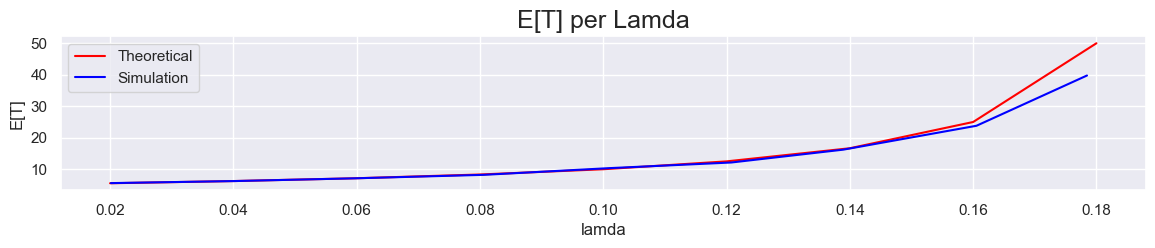 E[T] per Lamda
Theoretical
Simulation
E[T]
50
40
30
20
10
0.02 0.04 0.06 0.08 0.10 0.12 0.14 0.16 0.18
lamda